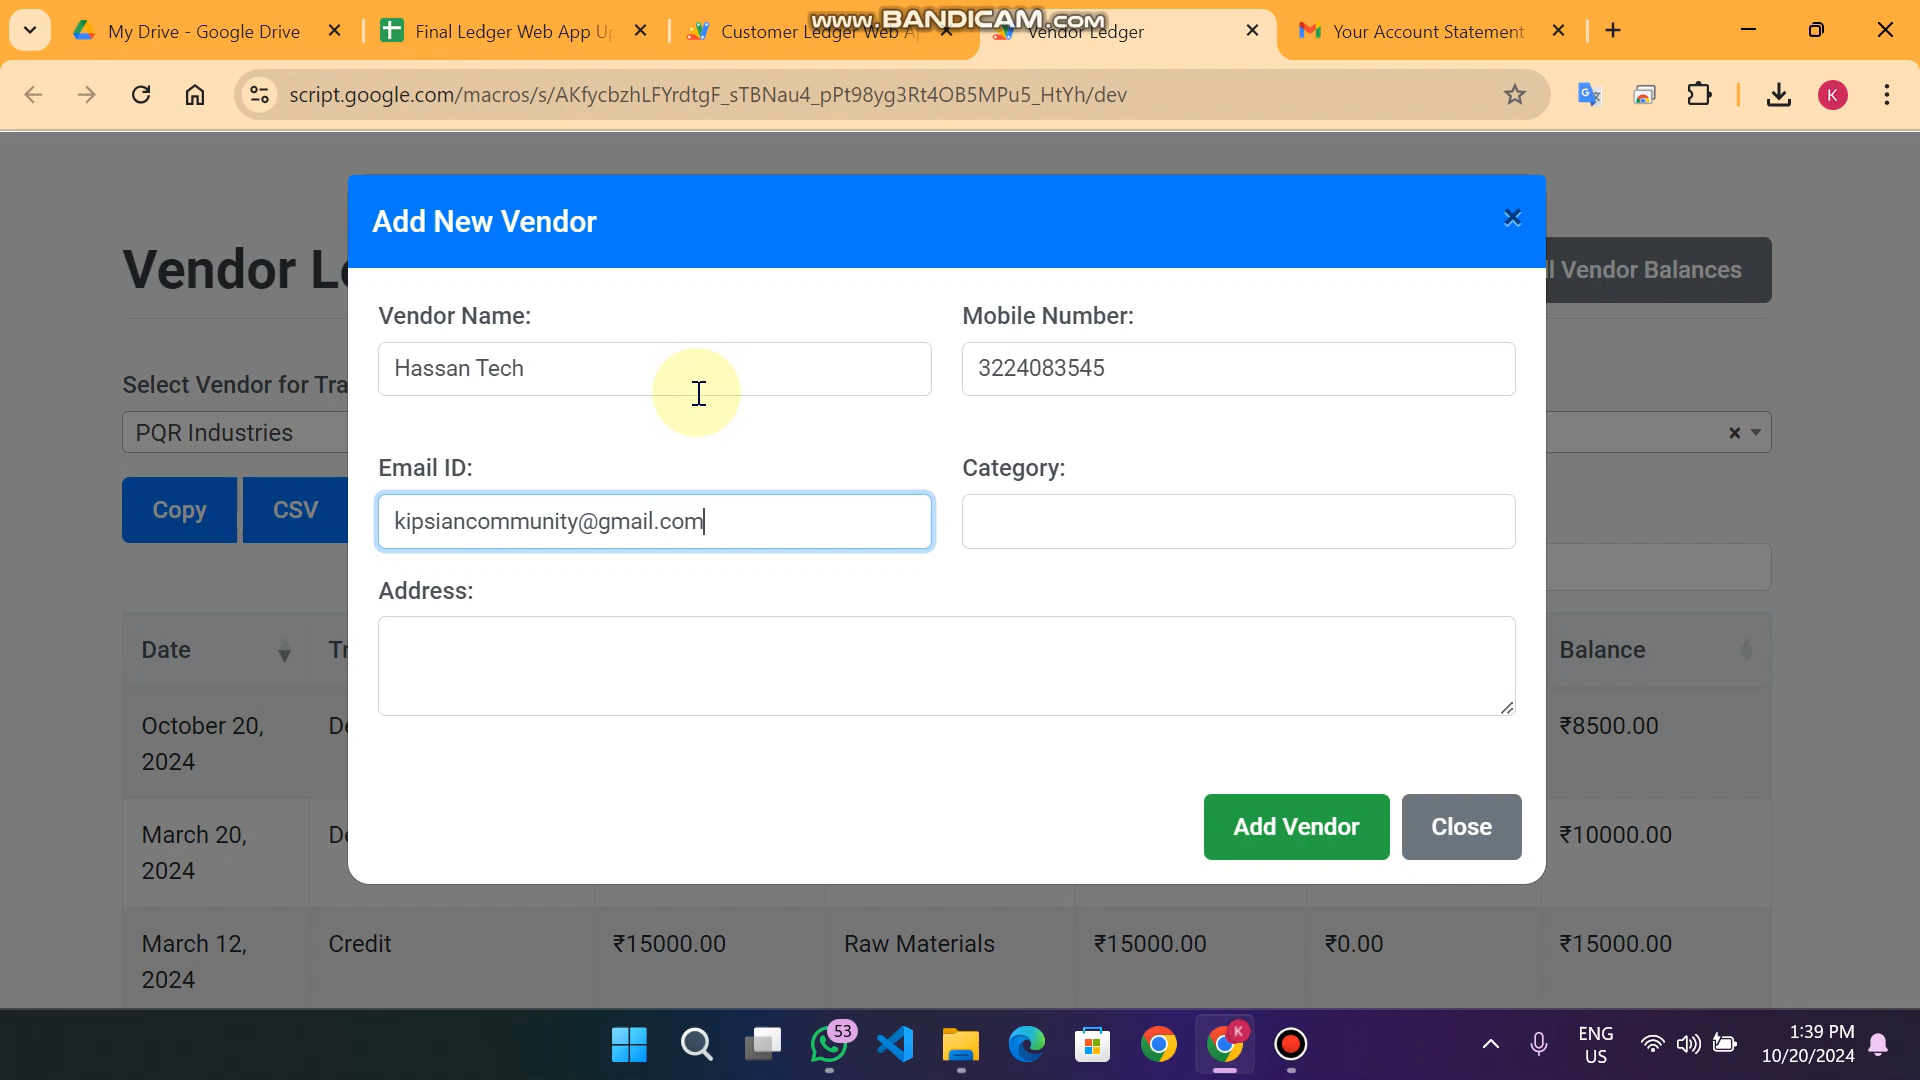 www.BANDICAM.com
My Drive - Google Drive
Final Ledger Web App Up
Customer Ledger Web A
Vendor Ledger
Your Account Statement
script.google.com/macros/s/AKfycbzhLFYrdtgF_sTBNau4_pPt98yg3Rt4OB5MPu5_HtYh/dev
K
Add New Vendor
Vendor L
l Vendor Balances
Vendor Name:
Mobile Number:
Hassan Tech
3224083545
Select Vendor for Tra
PQR Industries
Email ID:
Category:
kipsiancommunity@gmail.com
Copy
CSV
Address:
Date
Tr
Balance
October 20,
2024
De
₹8500.00
Add Vendor
Close
March 20,
2024
De
₹10000.00
March 12,
2024
Credit
₹15000.00
Raw Materials
₹15000.00
₹0.00
₹15000.00
53
K
ENG
US
1:39 PM
10/20/2024